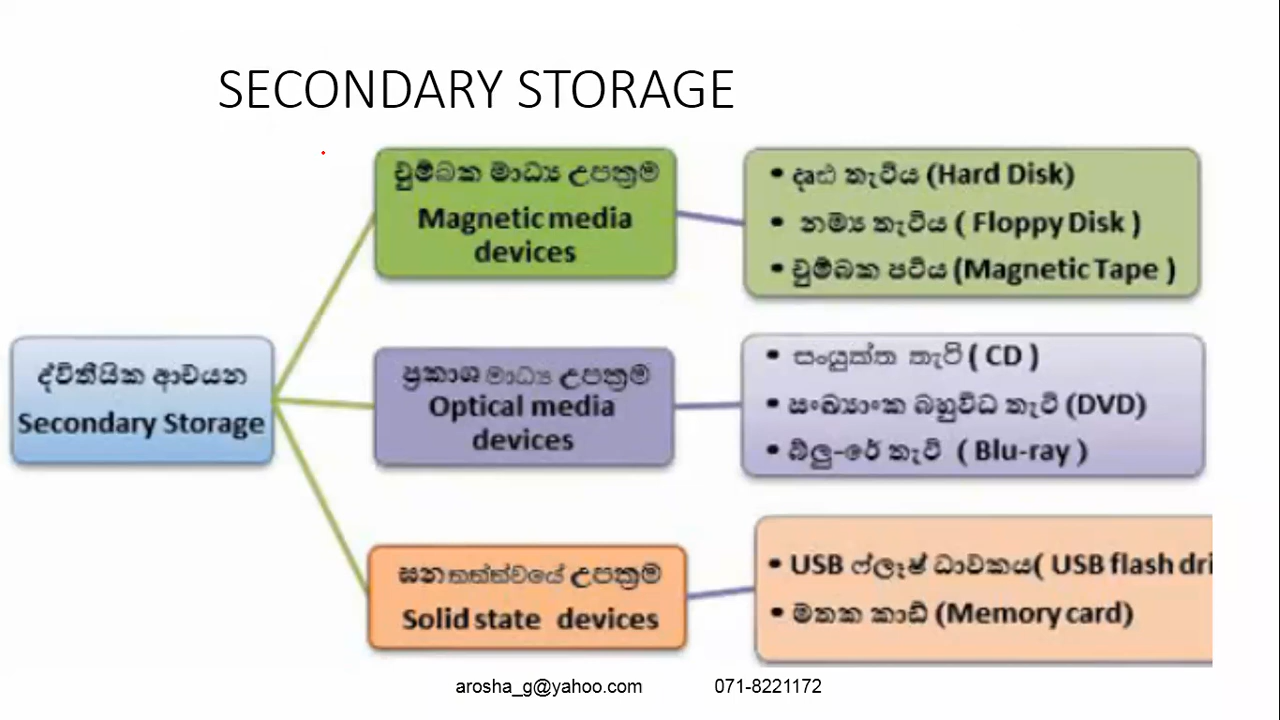 SECONDARY STORAGE
චුම්බක මාධ්‍ය උපක්‍රම
Magnetic media
devices
• දෘඪ තැටිය (Hard Disk)
• නම්‍ය තැටිය ( Floppy Disk )
• චුම්බක පටිය (Magnetic Tape )
ද්විතීයික ආචයන
Secondary Storage
ප්‍රකාශ මාධ්‍ය උපක්‍රම
Optical media
devices
• සංයුක්ත තැටි ( CD )
• සංඛ්‍යාංක බහුවිධ තැටි (DVD)
• බ්ලු-රේ තැටි ( Blu-ray )
ඝන තත්ත්වයේ උපක්‍රම
Solid state devices
• USB ෆ්ලෑෂ් ධාවකය( USB flash dri
• මතක කාඩ් (Memory card)
arosha_g@yahoo.com 071-8221172